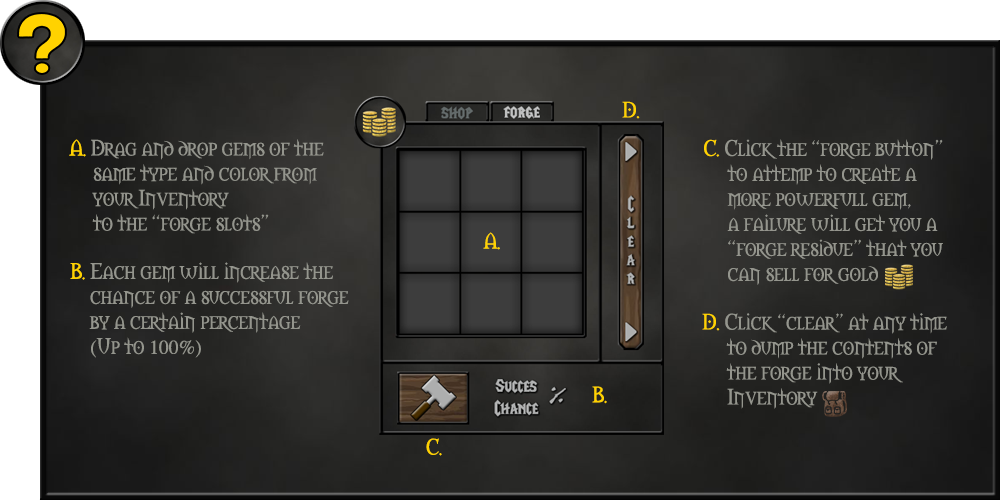 ?
A. Drag and drop gems of the
same type and color from
your Inventory
to the “forge slots”
B. Each gem will increase the
chance of a successful forge
by a certain percentage
(Up to 100%)
SHOP
FORGE
D.
A.
CLEAR
Succes
Chance
%
B.
C.
C. Click the “forge button”
to attemp to create a
more powerfull gem,
a failure will get you a
“forge residue” that you
can sell for gold
D. Click “clear” at any time
to dump the contents of
the forge into your
Inventory